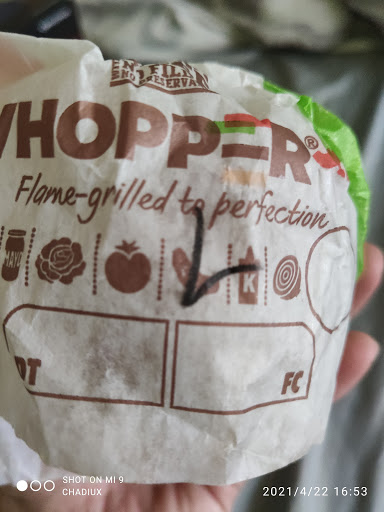 WHOPPER®
Flame-grilled to perfection
MAYO
K
DT
FC
SHOT ON MI 9
CHADIUX
2021/4/22 16:53